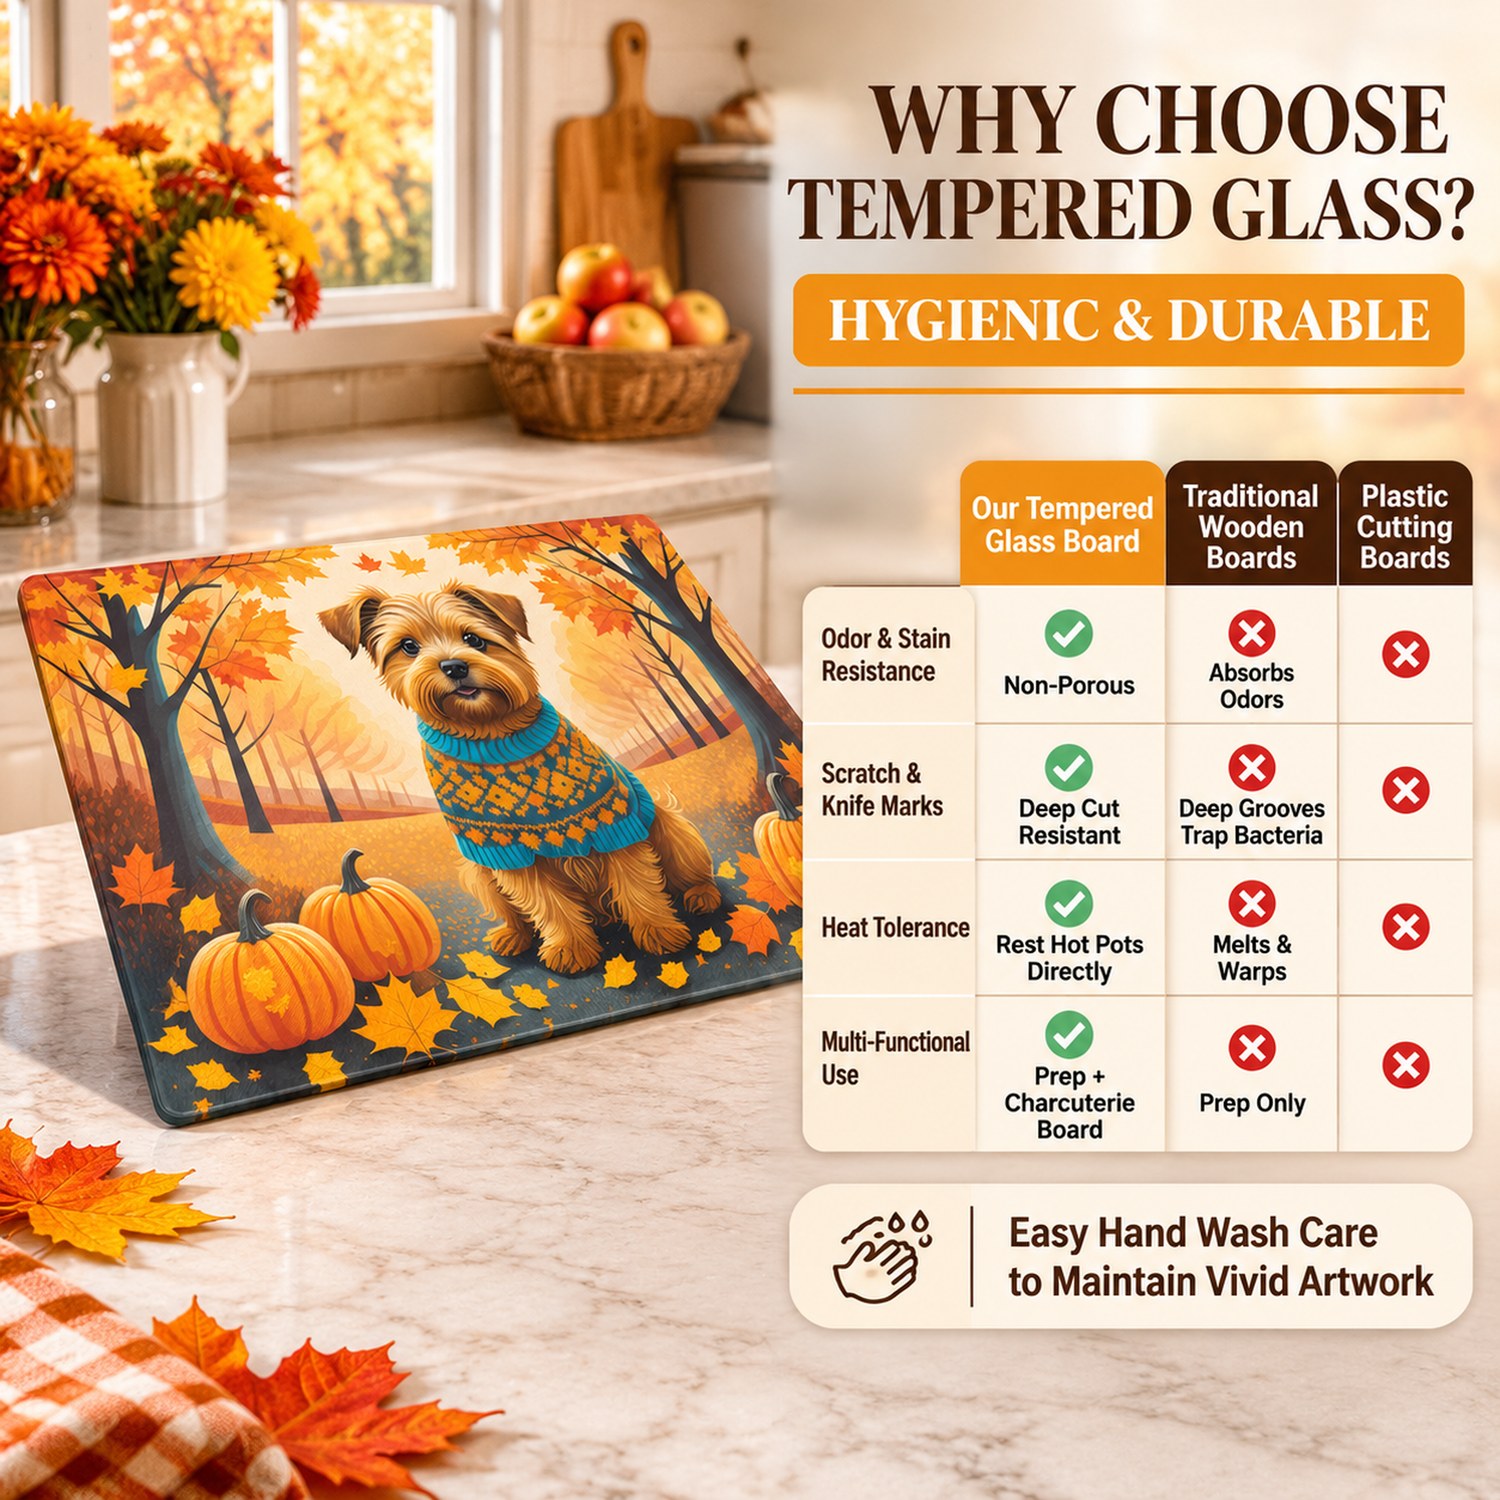 WHY CHOOSE
TEMPERED GLASS?
HYGIENIC & DURABLE
Our Tempered
Glass Board
Traditional
Wooden
Boards
Plastic
Cutting
Boards
Odor & Stain
Resistance
Non-Porous
Absorbs
Odors
Scratch &
Knife Marks
Deep Cut
Resistant
Deep Grooves
Trap Bacteria
Heat Tolerance
Rest Hot Pots
Directly
Melts &
Warps
Multi-Functional
Use
Prep +
Charcuterie
Board
Prep Only
Easy Hand Wash Care
to Maintain Vivid Artwork